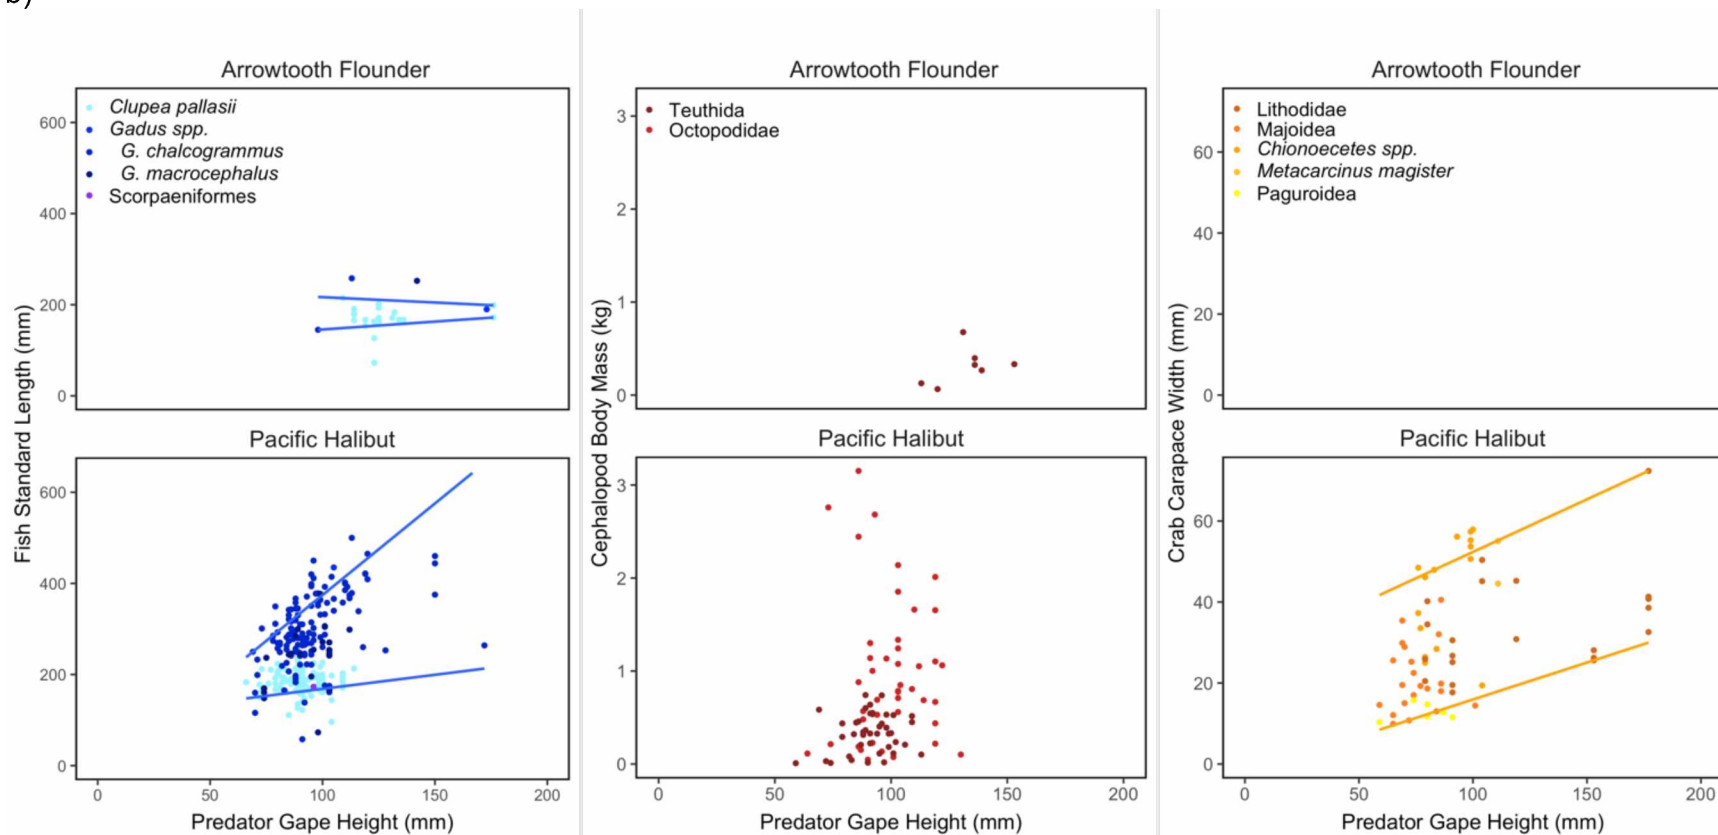 b)
Arrowtooth Flounder
Clupea pallasii
Gadus spp.
G. chalcogrammus
G. macrocephalus
Scorpaeniformes
600
400
200
0
Pacific Halibut
600
400
200
0
0 50 100 150 200
Fish Standard Length (mm)
Predator Gape Height (mm)
Arrowtooth Flounder
Teuthida
Octopodidae
3
2
1
0
Pacific Halibut
3
2
1
0
0 50 100 150 200
Cephalopod Body Mass (kg)
Predator Gape Height (mm)
Arrowtooth Flounder
Lithodidae
Majoidea
Chionoecetes spp.
Metacarcinus magister
Paguroidea
60
40
20
0
Pacific Halibut
60
40
20
0
0 50 100 150 200
Crab Carapace Width (mm)
Predator Gape Height (mm)